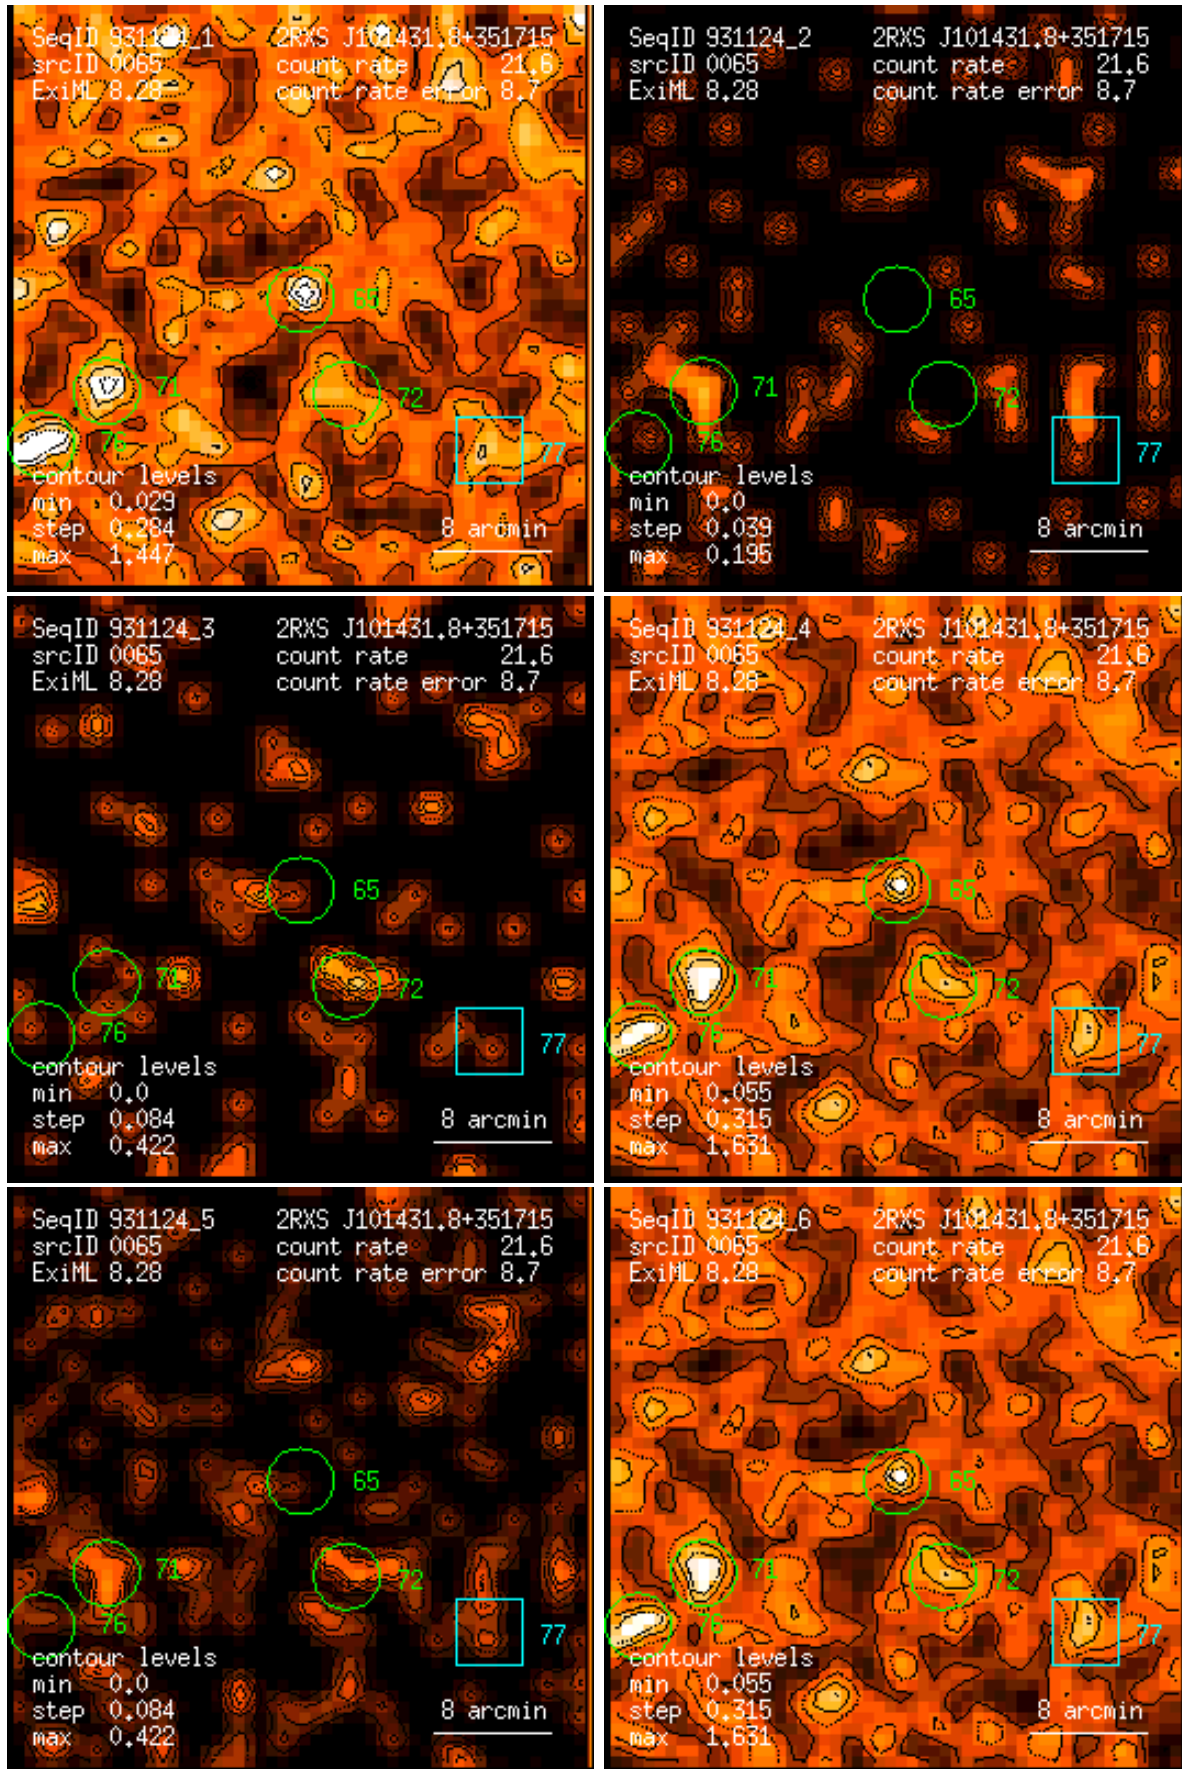 SeqID 931124_1 2RXS J101431.8+351715
srcID 0065 count rate 21.6
ExiML 8.28 count rate error 8.7
65
71
72
76
77
contour levels
min 0.029
step 0.284 8 arcmin
max 1.447
SeqID 931124_2 2RXS J101431.8+351715
srcID 0065 count rate 21.6
ExiML 8.28 count rate error 8.7
65
71
72
76
77
contour levels
min 0.0
step 0.039 8 arcmin
max 0.195
SeqID 931124_3 2RXS J101431.8+351715
srcID 0065 count rate 21.6
ExiML 8.28 count rate error 8.7
65
71
72
76
77
contour levels
min 0.0
step 0.084 8 arcmin
max 0.422
SeqID 931124_4 2RXS J101431.8+351715
srcID 0065 count rate 21.6
ExiML 8.28 count rate error 8.7
65
71
72
76
77
contour levels
min 0.055
step 0.315 8 arcmin
max 1.631
SeqID 931124_5 2RXS J101431.8+351715
srcID 0065 count rate 21.6
ExiML 8.28 count rate error 8.7
65
71
72
76
77
contour levels
min 0.0
step 0.084 8 arcmin
max 0.422
SeqID 931124_6 2RXS J101431.8+351715
srcID 0065 count rate 21.6
ExiML 8.28 count rate error 8.7
65
71
72
76
77
contour levels
min 0.055
step 0.315 8 arcmin
max 1.631